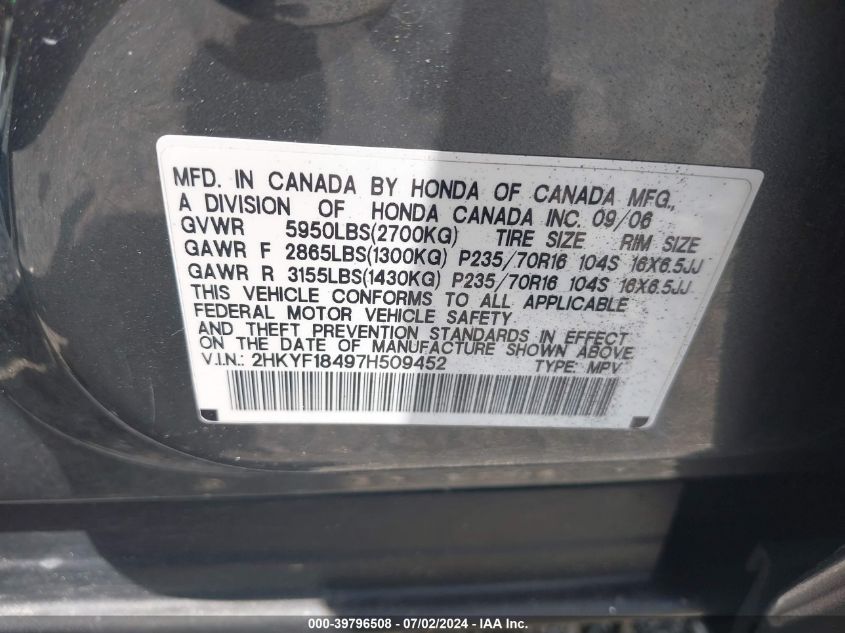 MFD. IN CANADA BY HONDA OF CANADA MFG.,
A DIVISION OF HONDA CANADA INC. 09/06
GVWR 5950LBS(2700KG) TIRE SIZE RIM SIZE
GAWR F 2865LBS(1300KG) P235/70R16 104S 16X6.5JJ
GAWR R 3155LBS(1430KG) P235/70R16 104S 16X6.5JJ
THIS VEHICLE CONFORMS TO ALL APPLICABLE
FEDERAL MOTOR VEHICLE SAFETY
AND THEFT PREVENTION STANDARDS IN EFFECT
ON THE DATE OF MANUFACTURE SHOWN ABOVE
V.I.N.: 2HKYF18497H509452 TYPE: MPV
000-39796508 - 07/02/2024 - IAA Inc.